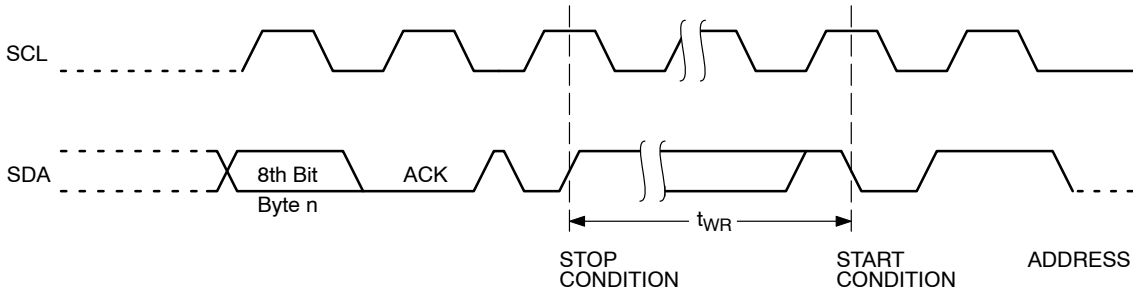 SCL
SDA
8th Bit
Byte n
ACK
tWR
STOP
CONDITION
START
CONDITION
ADDRESS